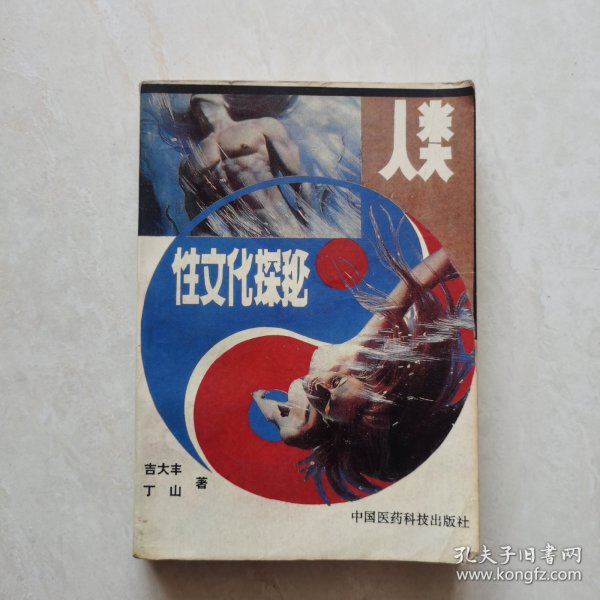 人类
性文化探秘
吉大丰
丁山 著
中国医药科技出版社
孔夫子旧书网
www.kongfz.com